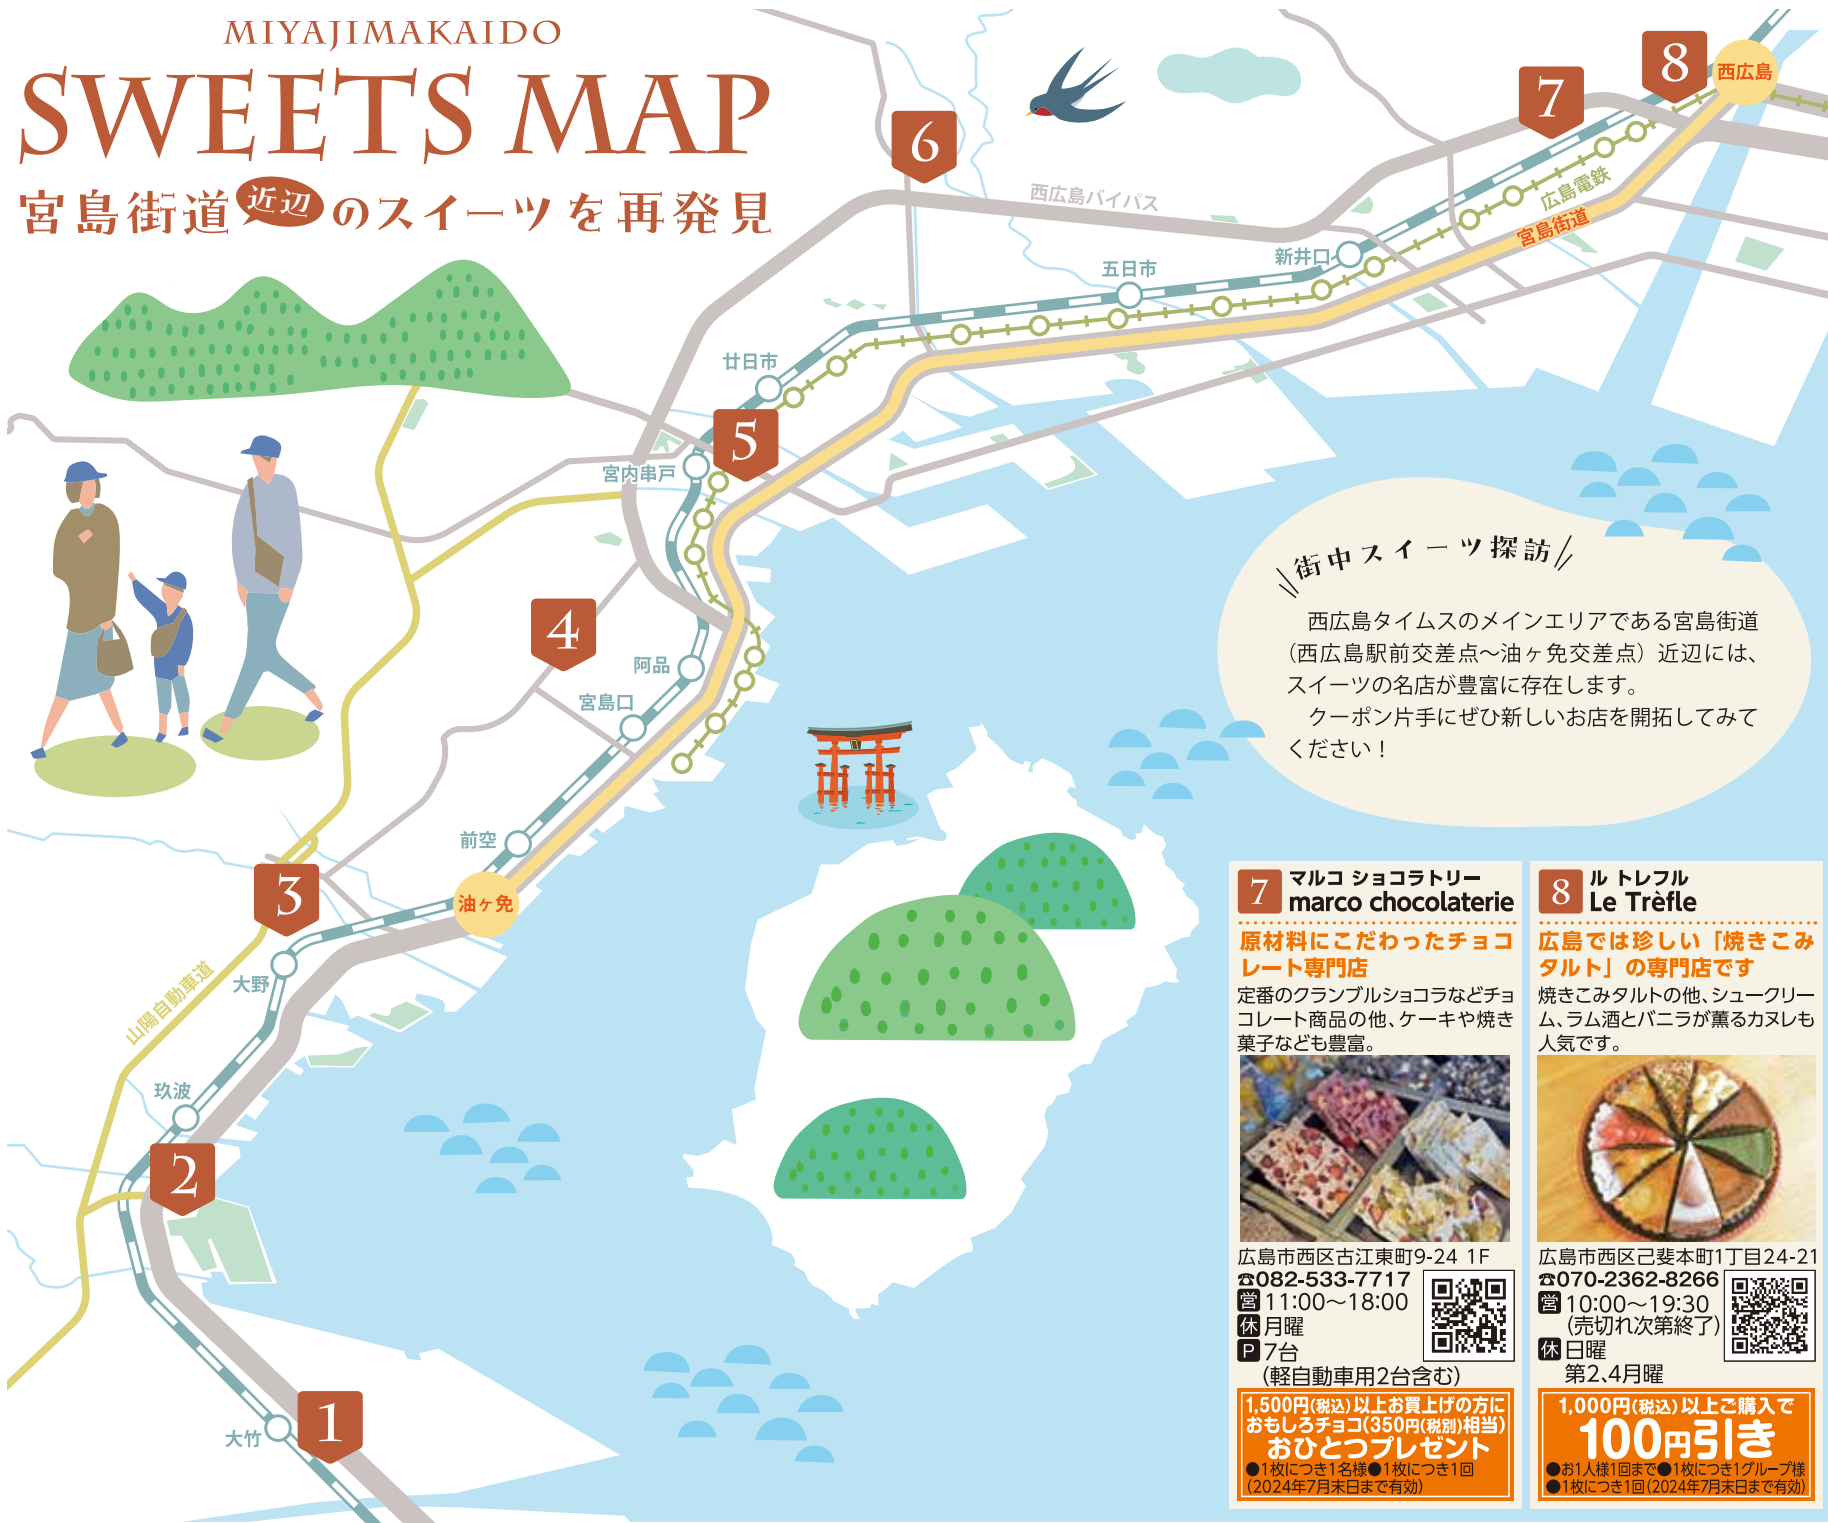 MIYAJIMAKAIDO
SWEETS MAP
宮島街道近辺のスイーツを再発見
8
西広島
7
6
西広島バイパス
広島電鉄
宮島街道
新井口
五日市
廿日市
5
宮内串戸
4
阿品
宮島口
前空
3
油ヶ免
大野
山陽自動車道
玖波
2
1
大竹
街中スイーツ探訪
西広島タイムスのメインエリアである宮島街道
(西広島駅前交差点〜油ヶ免交差点)近辺には、
スイーツの名店が豊富に存在します。
クーポン片手にぜひ新しいお店を開拓してみて
ください!
7
マルコ ショコラトリー
marco chocolaterie
原材料にこだわったチョコ
レート専門店
定番のクランブルショコラなどチョ
コレート商品の他、ケーキや焼き
菓子なども豊富。
広島市西区古江東町9-24 1F
☎082-533-7717
営 11:00〜18:00
休 月曜
P 7台
(軽自動車用2台含む)
1,500円(税込)以上お買上げの方に
おもしろチョコ(350円(税別)相当)
おひとつプレゼント
●1枚につき1名様●1枚につき1回
(2024年7月末日まで有効)
8
ル トレフル
Le Trèfle
広島では珍しい「焼きこみ
タルト」の専門店です
焼きこみタルトの他、シュークリー
ム、ラム酒とバニラが薫るカヌレも
人気です。
広島市西区己斐本町1丁目24-21
☎070-2362-8266
営 10:00〜19:30
(売切れ次第終了)
休 日曜
第2、4月曜
1,000円(税込)以上ご購入で
100円引き
●お1人様1回まで●1枚につき1グループ様
●1枚につき1回(2024年7月末日まで有効)